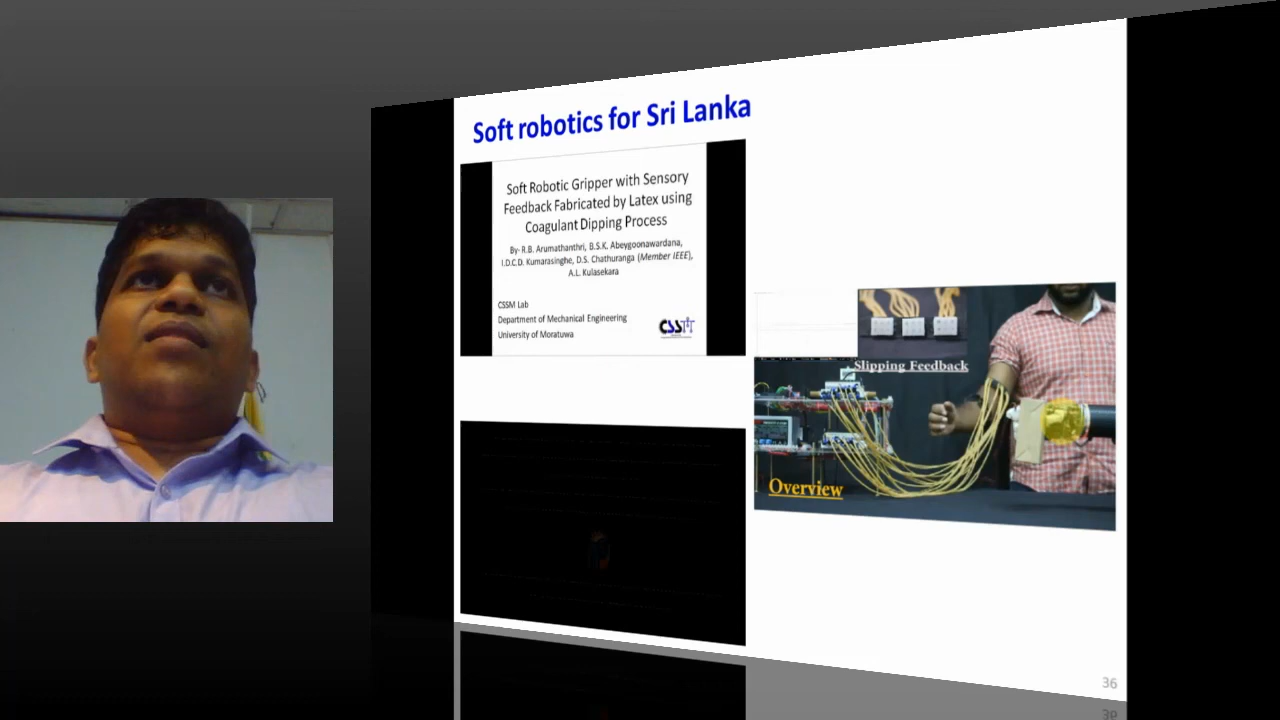 Soft robotics for Sri Lanka
Soft Robotic Gripper with Sensory
Feedback Fabricated by Latex using
Coagulant Dipping Process
By- R.B. Arumathanthri, B.S.K. Abeygoonawardana,
I.D.C.D. Kumarasinghe, D.S. Chathuranga (Member IEEE),
A.L. Kulasekara
CSSM Lab
Department of Mechanical Engineering
University of Moratuwa
Slipping Feedback
Overview
36